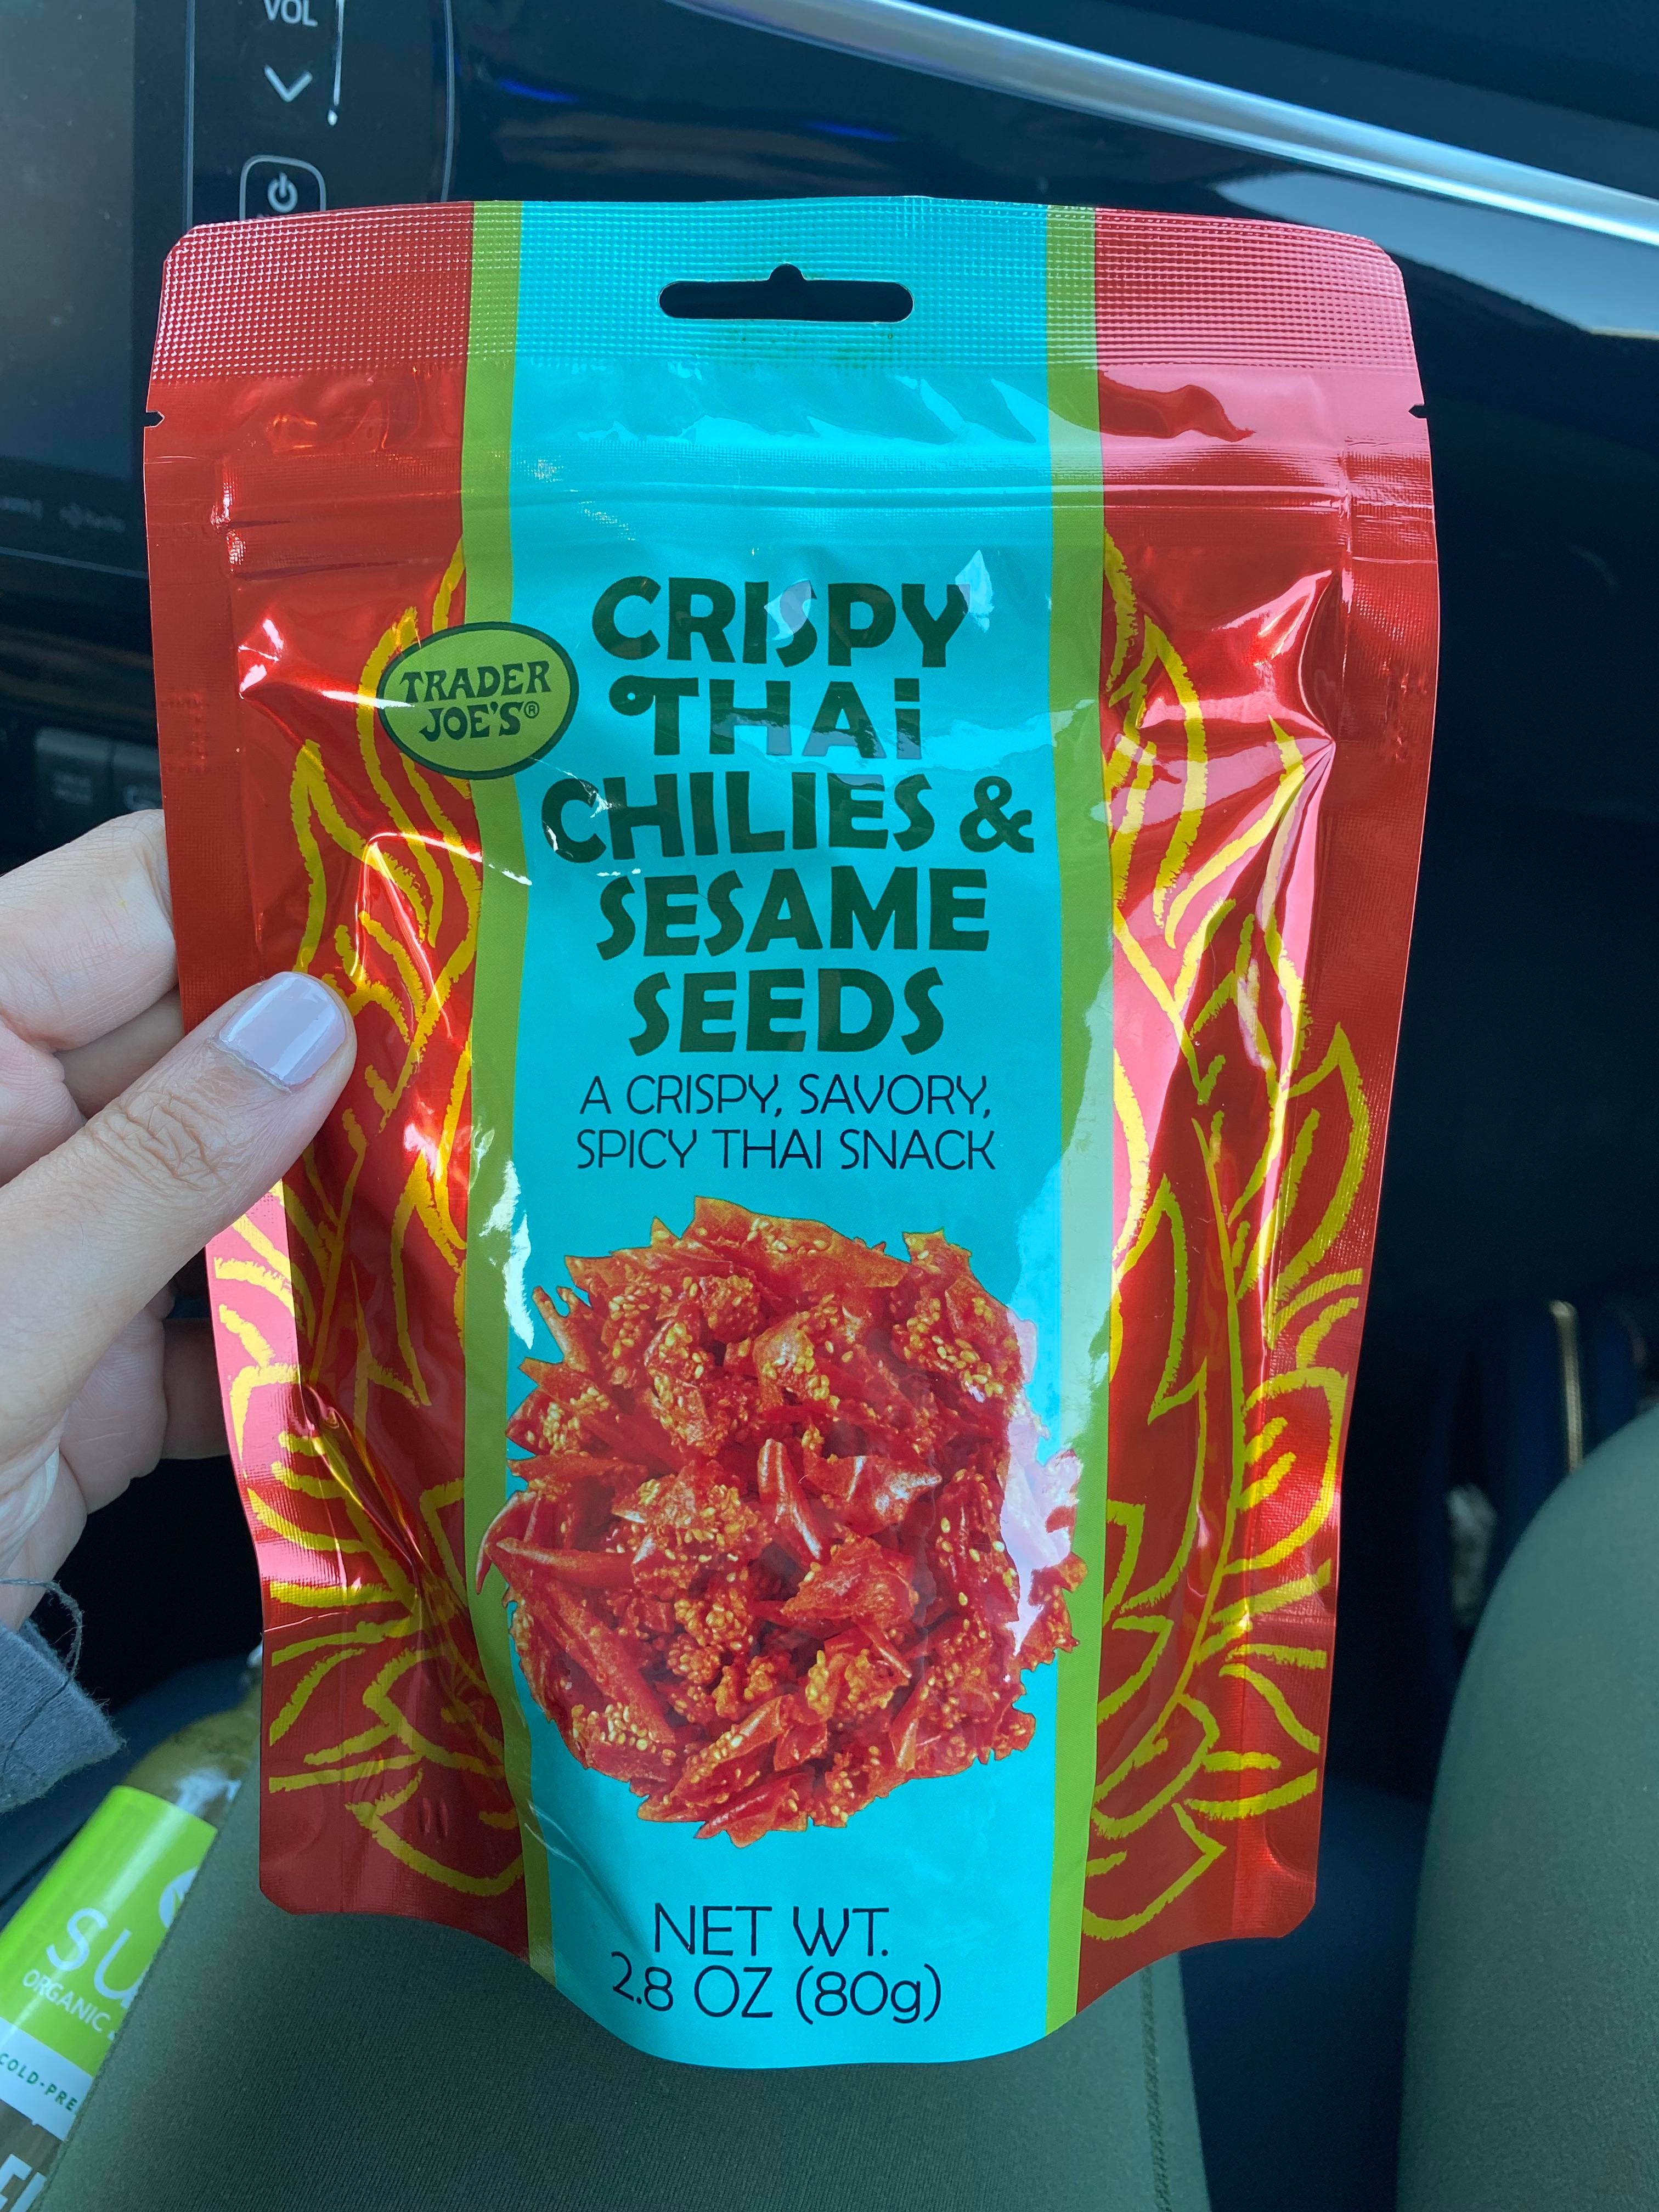 VOL
TRADER
JOE'S®
CRISPY
THAi
CHILIES &
SESAME
SEEDS
A CRISPY, SAVORY,
SPICY THAI SNACK
NET WT.
2.8 OZ (80g)
ORGANIC